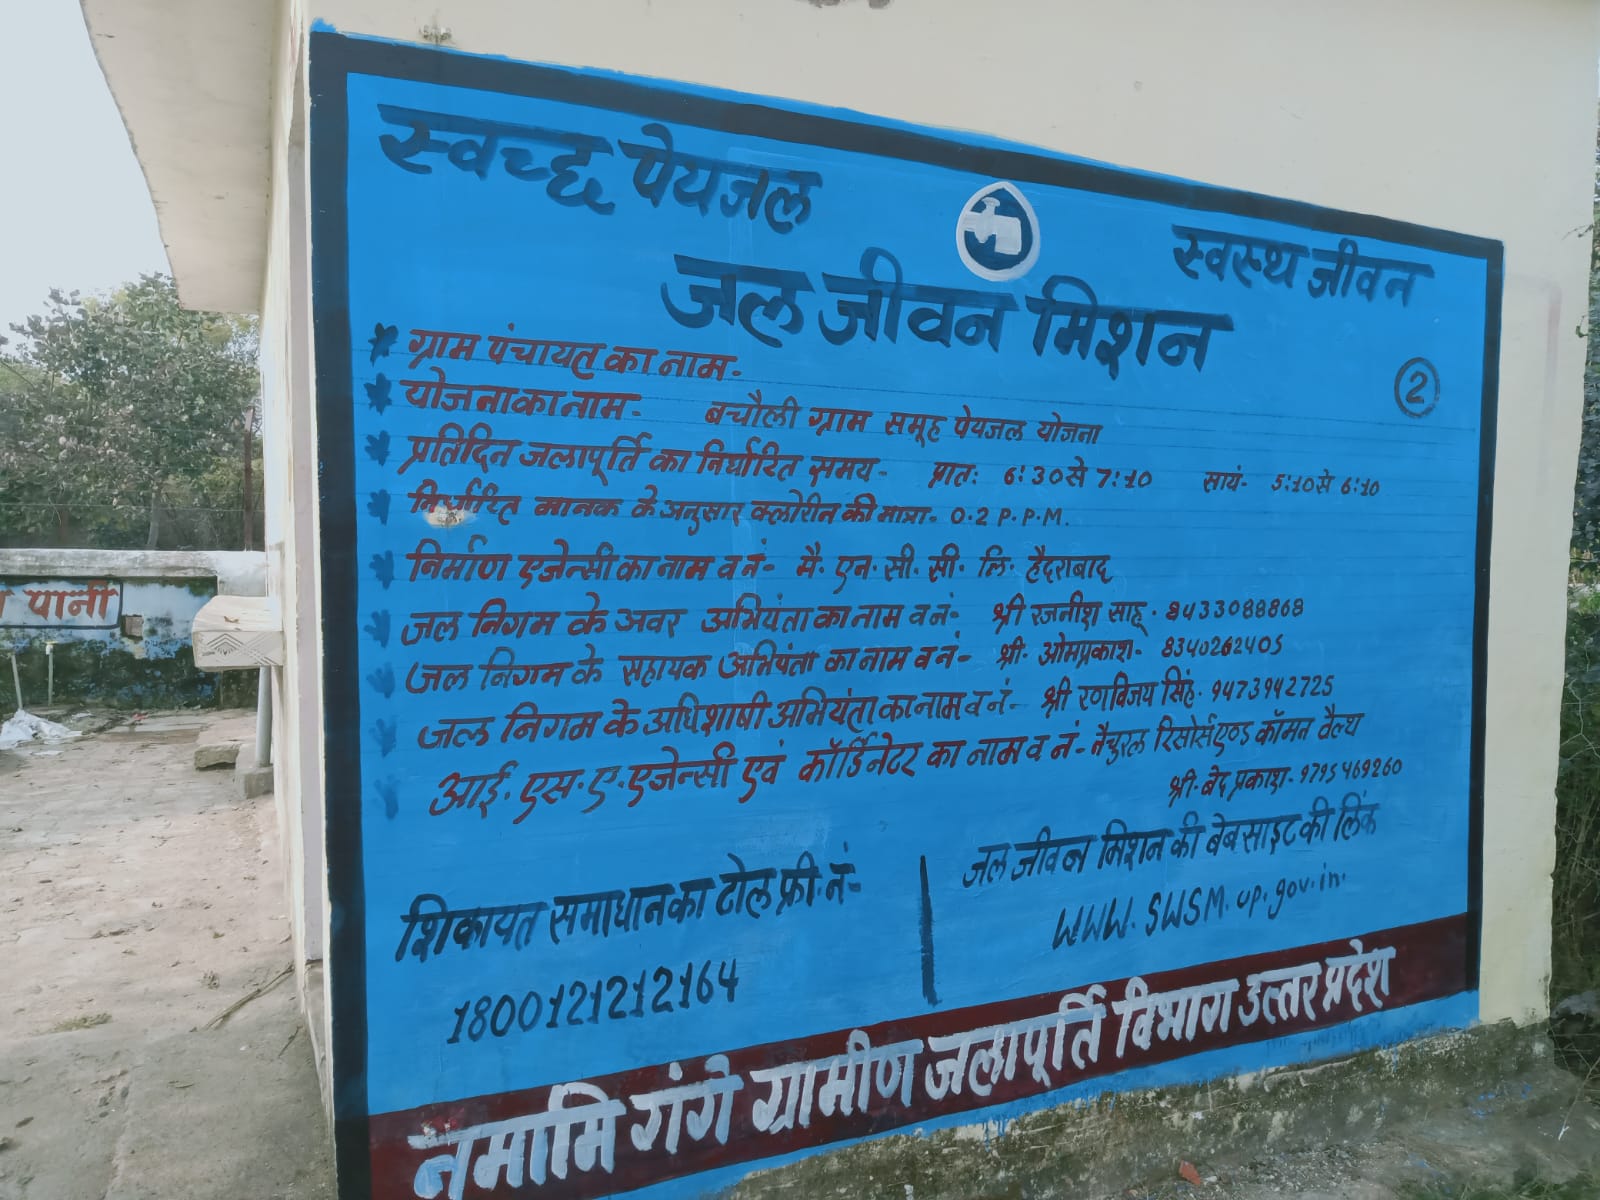 स्वच्छ पेयजल
स्वस्थ जीवन
जल जीवन मिशन
2
ग्राम पंचायत का नाम-
योजना का नाम- बचौली ग्राम समूह पेयजल योजना
प्रतिदिन जलापूर्ति का निर्धारित समय- प्रातः 6:30 से 7:10 सायं- 5:10 से 6:10
निर्धारित मानक के अनुसार क्लोरीन की मात्रा- 0.2 P.P.M.
निर्माण एजेन्सी का नाम व नं- मै. एन. सी. सी. लि. हैदराबाद
जल निगम के अवर अभियंता का नाम व नं- श्री रजनीश साहू. 8433088868
जल निगम के सहायक अभियंता का नाम व नं- श्री. ओमप्रकाश- 8340262405
जल निगम के अधिशाषी अभियंता का नाम व नं- श्री रणविजय सिंह. 9473942725
आई. एस. ए. एजेन्सी एवं कॉर्डिनेटर का नाम व नं- नैचुरल रिसोर्स एण्ड कॉमन वैल्थ
श्री. बेद प्रकाश- 9795469260
शिकायत समाधान का टोल फ्री. नं-
1800121212164
जल जीवन मिशन की बेबसाइट की लिंक
WWW. SWSM. up. gov. in.
नमामि गंगे ग्रामीण जलापूर्ति विभाग उत्तर प्रदेश
पानी